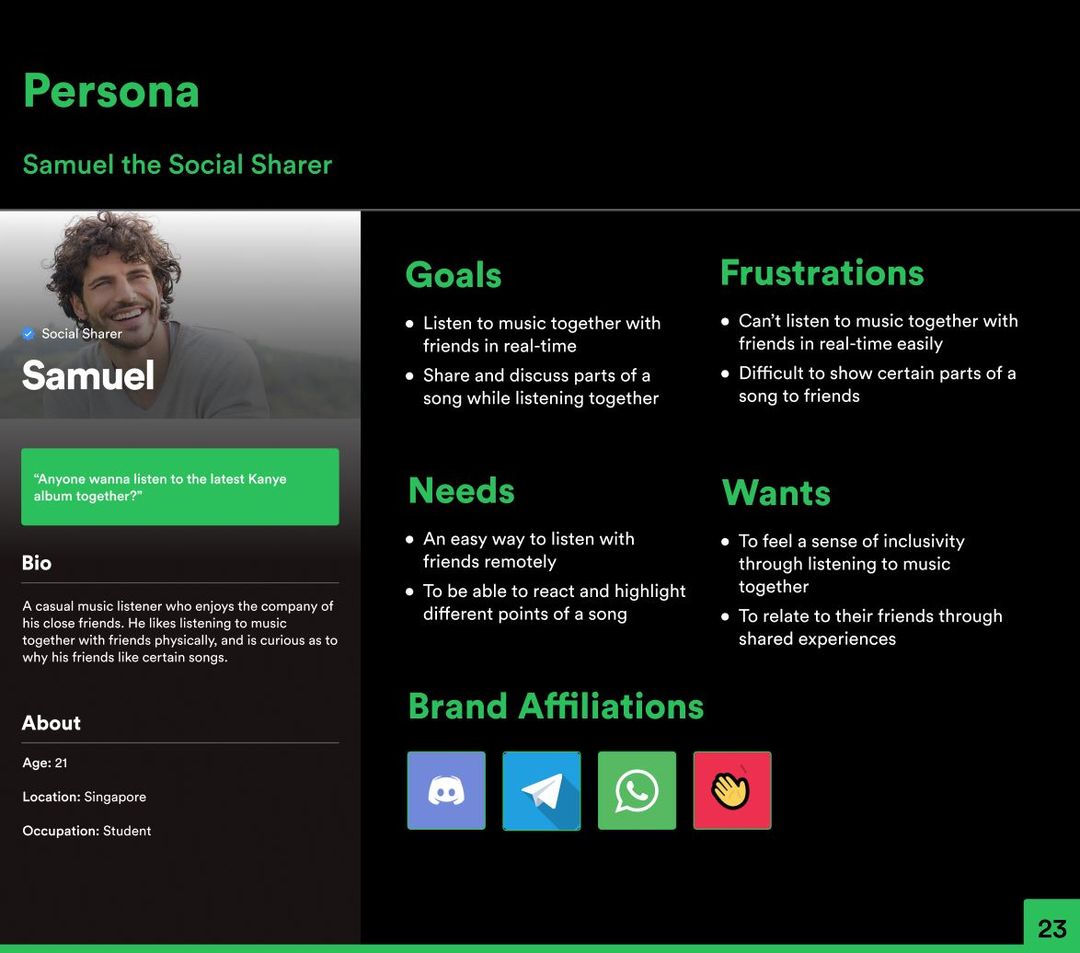 Persona
Samuel the Social Sharer
Social Sharer
Samuel
“Anyone wanna listen to the latest Kanye
album together?”
Bio
A casual music listener who enjoys the company of
his close friends. He likes listening to music
together with friends physically, and is curious as to
why his friends like certain songs.
About
Age: 21
Location: Singapore
Occupation: Student
Goals
• Listen to music together with
friends in real-time
• Share and discuss parts of a
song while listening together
Frustrations
• Can’t listen to music together with
friends in real-time easily
• Difficult to show certain parts of a
song to friends
Needs
• An easy way to listen with
friends remotely
• To be able to react and highlight
different points of a song
Wants
• To feel a sense of inclusivity
through listening to music
together
• To relate to their friends through
shared experiences
Brand Affiliations
23